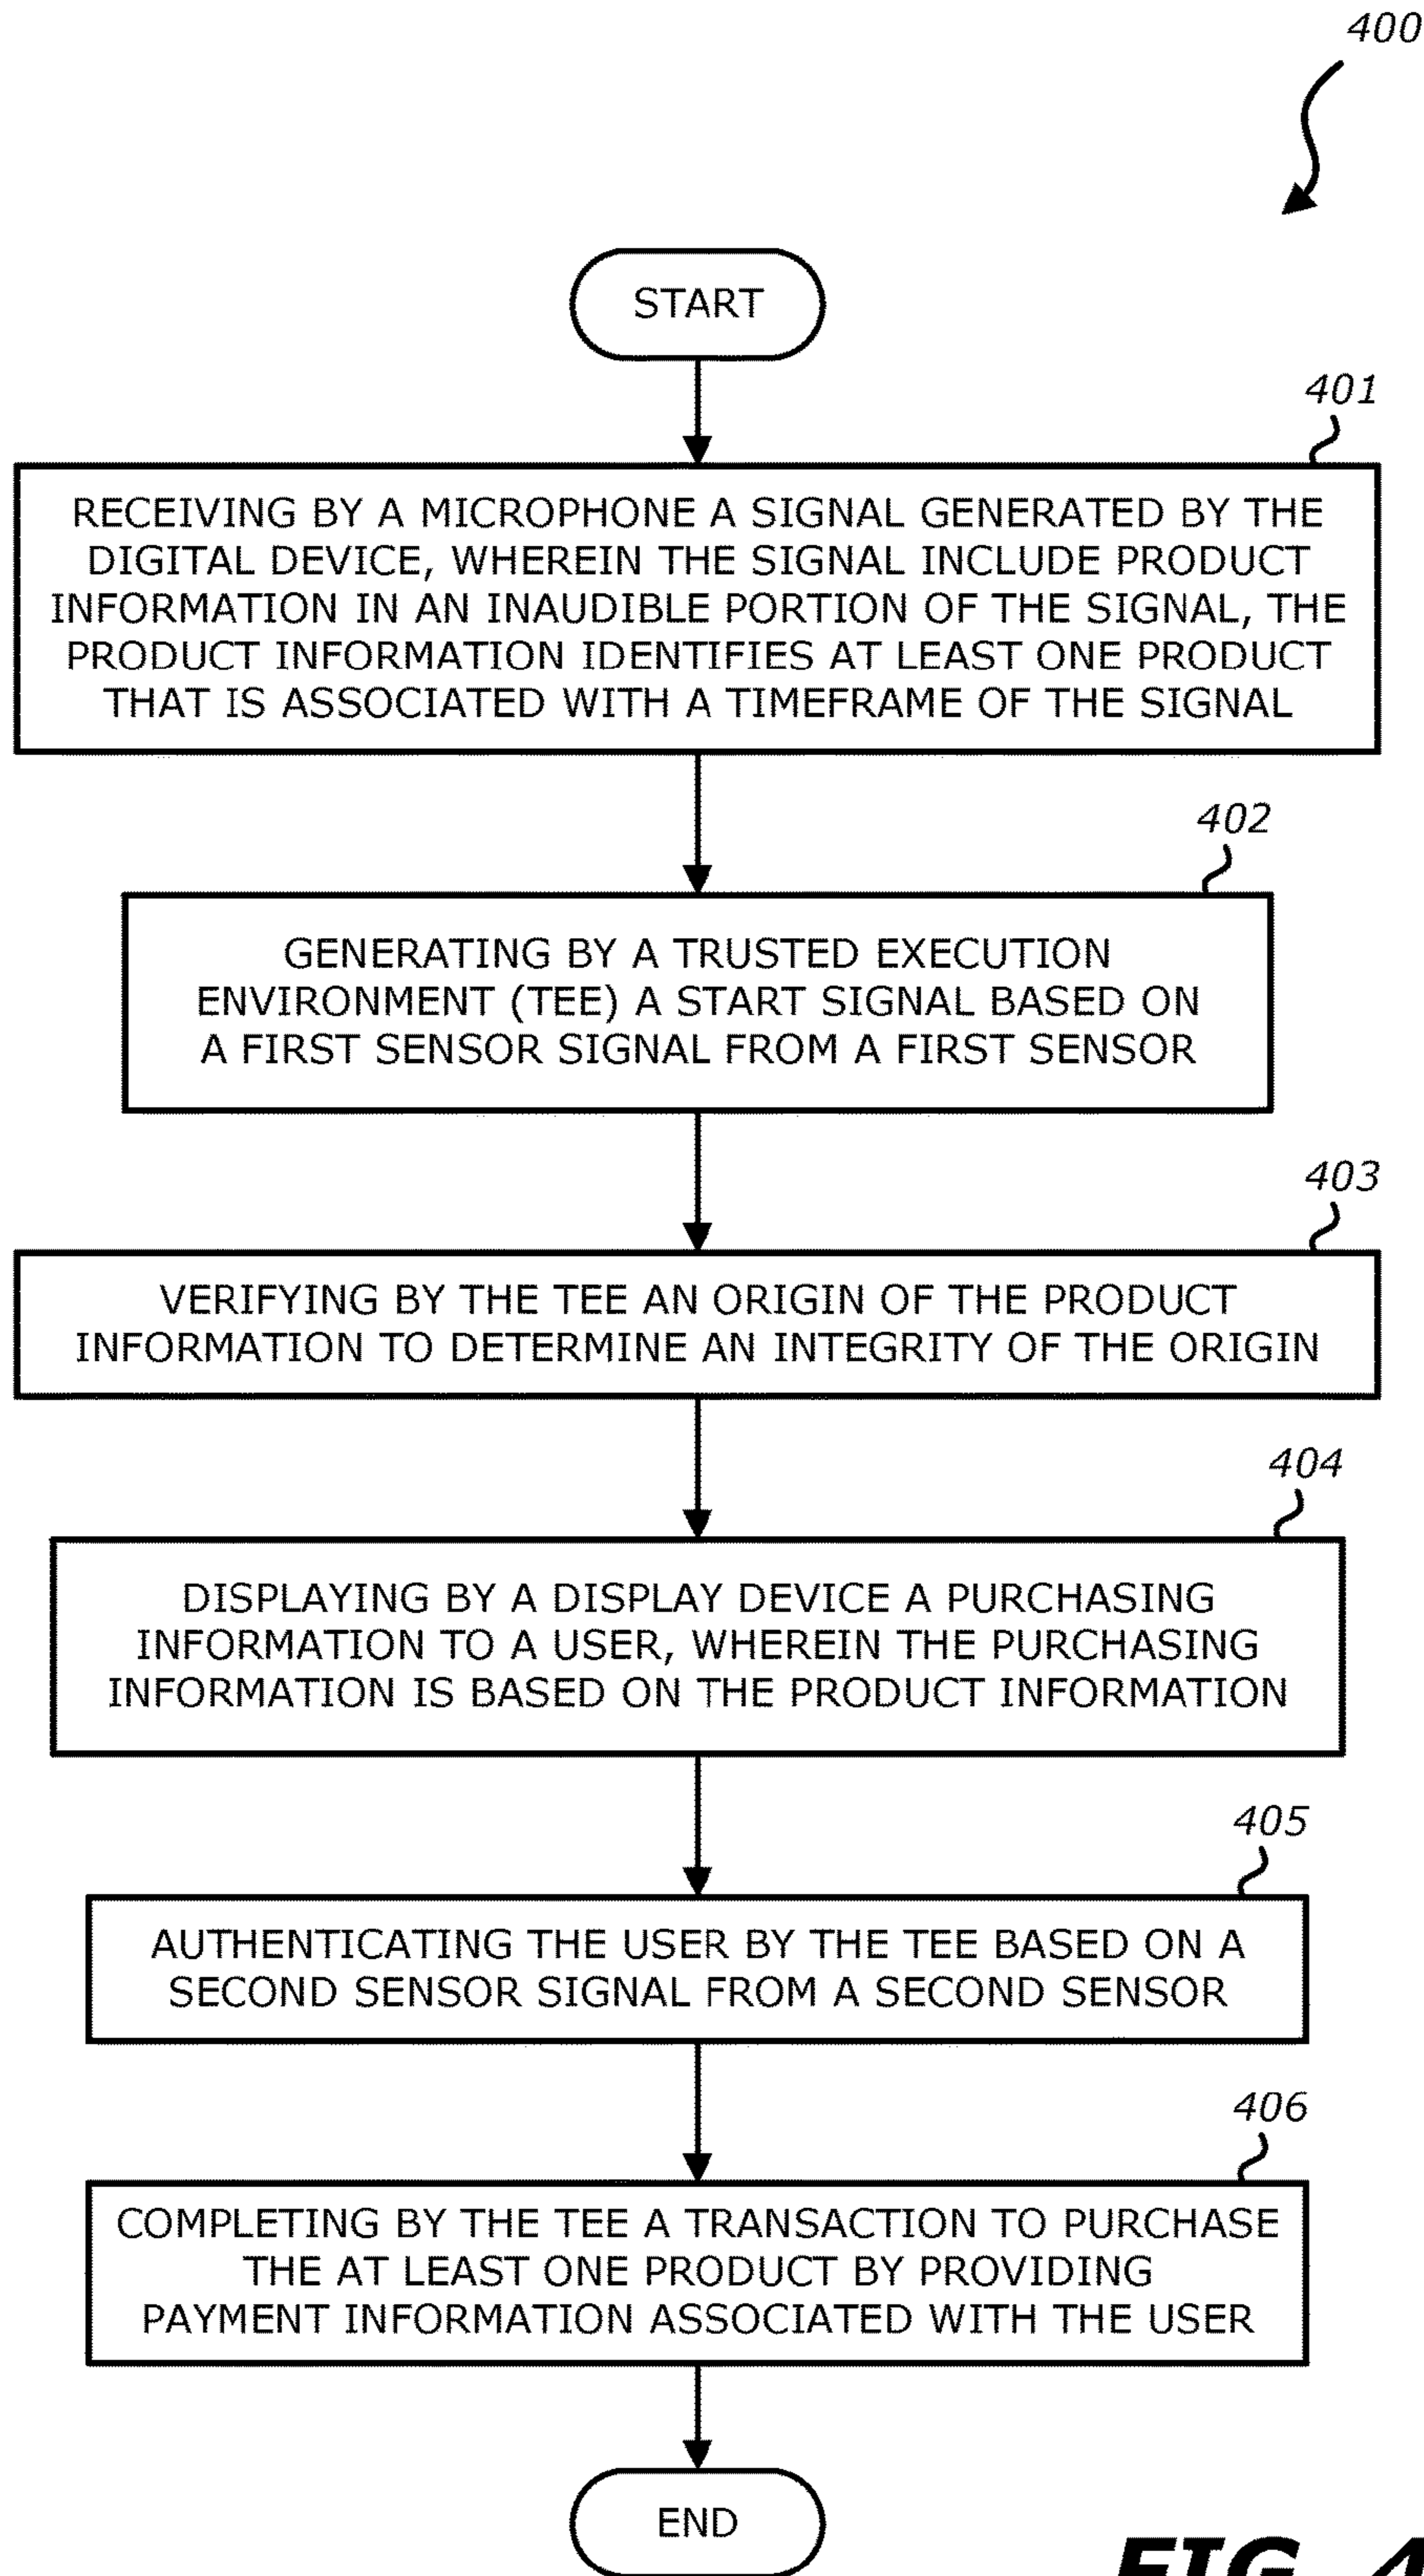 400
START
401
RECEIVING BY A MICROPHONE A SIGNAL GENERATED BY THE
DIGITAL DEVICE, WHEREIN THE SIGNAL INCLUDE PRODUCT
INFORMATION IN AN INAUDIBLE PORTION OF THE SIGNAL, THE
PRODUCT INFORMATION IDENTIFIES AT LEAST ONE PRODUCT
THAT IS ASSOCIATED WITH A TIMEFRAME OF THE SIGNAL
402
GENERATING BY A TRUSTED EXECUTION
ENVIRONMENT (TEE) A START SIGNAL BASED ON
A FIRST SENSOR SIGNAL FROM A FIRST SENSOR
403
VERIFYING BY THE TEE AN ORIGIN OF THE PRODUCT
INFORMATION TO DETERMINE AN INTEGRITY OF THE ORIGIN
404
DISPLAYING BY A DISPLAY DEVICE A PURCHASING
INFORMATION TO A USER, WHEREIN THE PURCHASING
INFORMATION IS BASED ON THE PRODUCT INFORMATION
405
AUTHENTICATING THE USER BY THE TEE BASED ON A
SECOND SENSOR SIGNAL FROM A SECOND SENSOR
406
COMPLETING BY THE TEE A TRANSACTION TO PURCHASE
THE AT LEAST ONE PRODUCT BY PROVIDING
PAYMENT INFORMATION ASSOCIATED WITH THE USER
END
FIG. 4